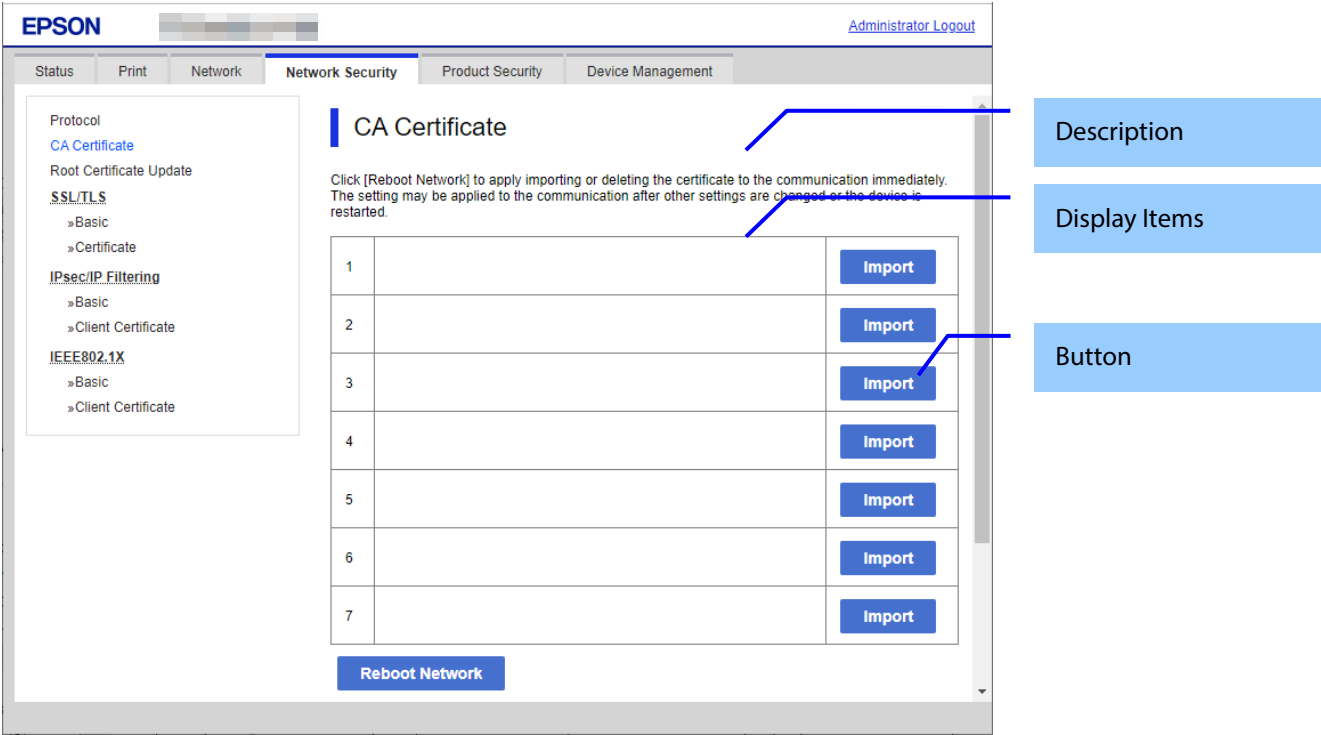 EPSON
Administrator Logout
Status Print Network Network Security Product Security Device Management
Protocol
CA Certificate
Root Certificate Update
SSL/TLS
»Basic
»Certificate
IPsec/IP Filtering
»Basic
»Client Certificate
IEEE802.1X
»Basic
»Client Certificate
CA Certificate
Click [Reboot Network] to apply importing or deleting the certificate to the communication immediately.
The setting may be applied to the communication after other settings are changed or the device is
restarted.
1 Import
2 Import
3 Import
4 Import
5 Import
6 Import
7 Import
Reboot Network
Description
Display Items
Button